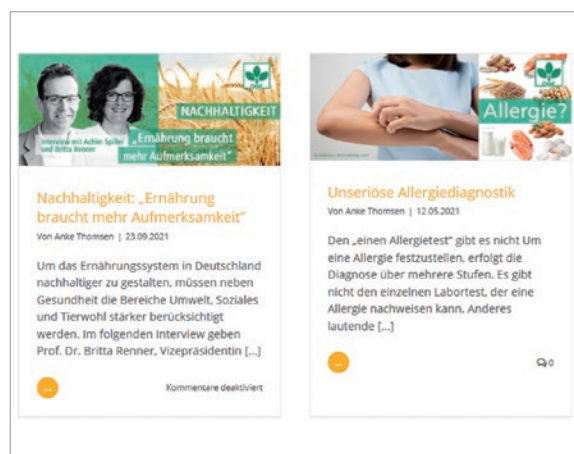 NACHHALTIGKEIT
Interview mit Achim Spiller
und Britta Renner
„Ernährung braucht
mehr Aufmerksamkeit"
Nachhaltigkeit: „Ernährung
braucht mehr Aufmerksamkeit"
Von Anke Thomsen | 23.09.2021
Um das Ernährungssystem in Deutschland
nachhaltiger zu gestalten, müssen neben
Gesundheit die Bereiche Umwelt, Soziales
und Tierwohl stärker berücksichtigt
werden. Im folgenden Interview geben
Prof. Dr. Britta Renner, Vizepräsidentin [...]
...
Kommentare deaktiviert
Allergie?
Unseriöse Allergiediagnostik
Von Anke Thomsen | 12.05.2021
Den „einen Allergietest" gibt es nicht Um
eine Allergie festzustellen, erfolgt die
Diagnose über mehrere Stufen. Es gibt
nicht den einzelnen Labortest, der eine
Allergie nachweisen kann. Anderes
lautende [...]
...
0